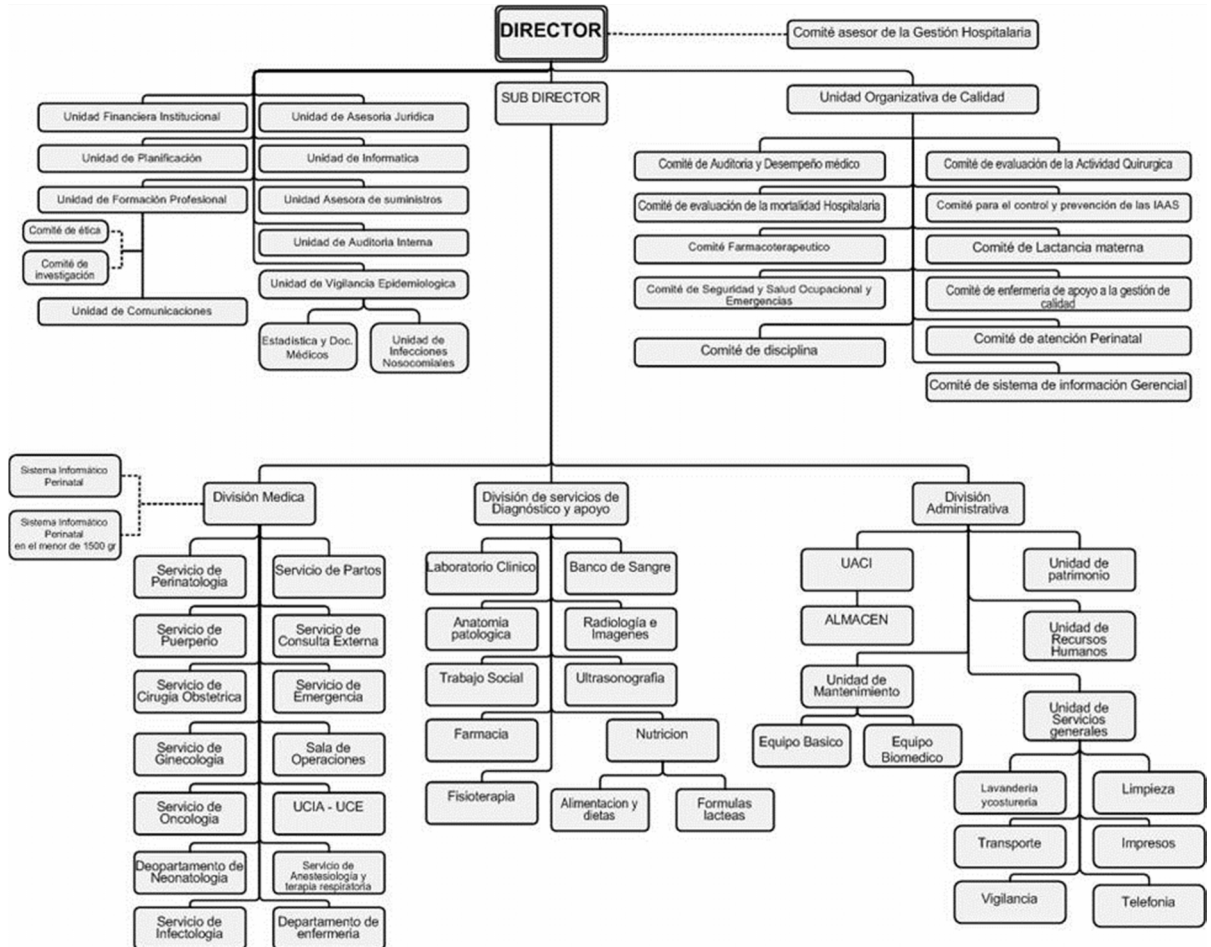 DIRECTOR
Comité asesor de la Gestión Hospitalaria
SUB DIRECTOR
Unidad Organizativa de Calidad
Unidad Financiera Institucional
Unidad de Asesoria Juridica
Unidad de Planificación
Unidad de Informatica
Unidad de Formación Profesional
Unidad Asesora de suministros
Comité de ética
Comité de
investigación
Unidad de Auditoria Interna
Unidad de Vigilancia Epidemiologica
Unidad de Comunicaciones
Estadística y Doc.
Médicos
Unidad de
Infecciones
Nosocomiales
Comité de Auditoria y Desempeño médico
Comité de evaluación de la Actividad Quirurgica
Comité de evaluación de la mortalidad Hospitalaria
Comité para el control y prevención de las IAAS
Comité Farmacoterapeutico
Comité de Lactancia materna
Comité de Seguridad y Salud Ocupacional y
Emergencias
Comité de enfermeria de apoyo a la gestión de
calidad
Comité de disciplina
Comité de atención Perinatal
Comité de sistema de información Gerencial
Sistema Informático
Perinatal
Sistema Informático
Perinatal
en el menor de 1500 gr
División Medica
División de servicios de
Diagnóstico y apoyo
División
Administrativa
Servicio de
Perinatologia
Servicio de Partos
Servicio de
Puerperio
Servicio de
Consulta Externa
Servicio de
Cirugia Obstetrica
Servicio de
Emergencia
Servicio de
Ginecologia
Sala de
Operaciones
Servicio de
Oncologia
UCIA - UCE
Deopartamento de
Neonatologia
Servicio de
Anestesiología y
terapia respiratoria
Servicio de
Infectologia
Departamento de
enfermeria
Laboratorio Clinico
Banco de Sangre
Anatomia
patologica
Radiología e
Imagenes
Trabajo Social
Ultrasonografia
Farmacia
Nutricion
Fisioterapia
Alimentacion y
dietas
Formulas
lacteas
UACI
Unidad de
patrimonio
ALMACEN
Unidad de
Recursos
Humanos
Unidad de
Mantenimiento
Equipo Basico
Equipo
Biomedico
Unidad de
Servicios
generales
Lavanderia
ycostureria
Limpieza
Transporte
Impresos
Vigilancia
Telefonia